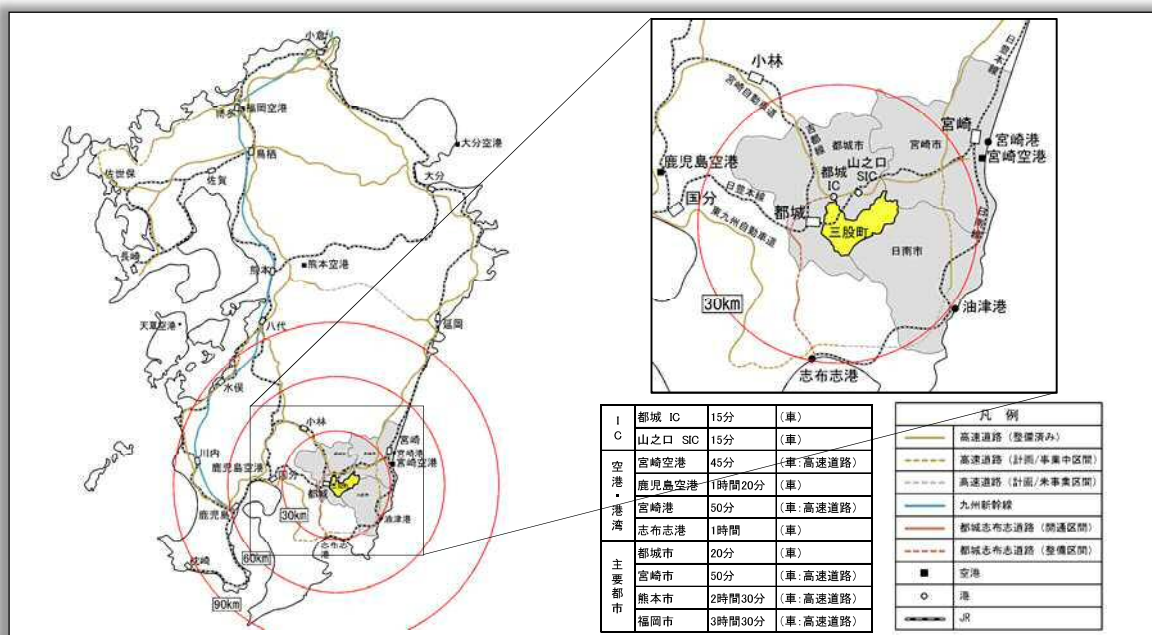 小倉
博多
福岡空港
鳥栖
大分空港
佐世保
佐賀
大分
長崎
熊本
熊本空港
天草空港
八代
延岡
水俣
小林
川内
宮崎
宮崎港
宮崎空港
鹿児島空港
国分
都城
鹿児島
30km
油津港
志布志港
枕崎
60km
90km
小林
日豊本線
宮崎自動車道
吉都線
宮崎
宮崎港
宮崎空港
都城市
宮崎市
山之口
SIC
都城
IC
鹿児島空港
国分
日豊本線
都城
東九州自動車道
三股町
日南市
日南線
30km
油津港
志布志港
IC
都城 IC 15分 (車)
山之口 SIC 15分 (車)
空港・港湾
宮崎空港 45分 (車:高速道路)
鹿児島空港 1時間20分 (車)
宮崎港 50分 (車:高速道路)
志布志港 1時間 (車)
主要都市
都城市 20分 (車)
宮崎市 50分 (車:高速道路)
熊本市 2時間30分 (車:高速道路)
福岡市 3時間30分 (車:高速道路)
凡 例
高速道路(整備済み)
高速道路(計画/事業中区間)
高速道路(計画/未事業区間)
九州新幹線
都城志布志道路(開通区間)
都城志布志道路(整備区間)
空港
港
JR